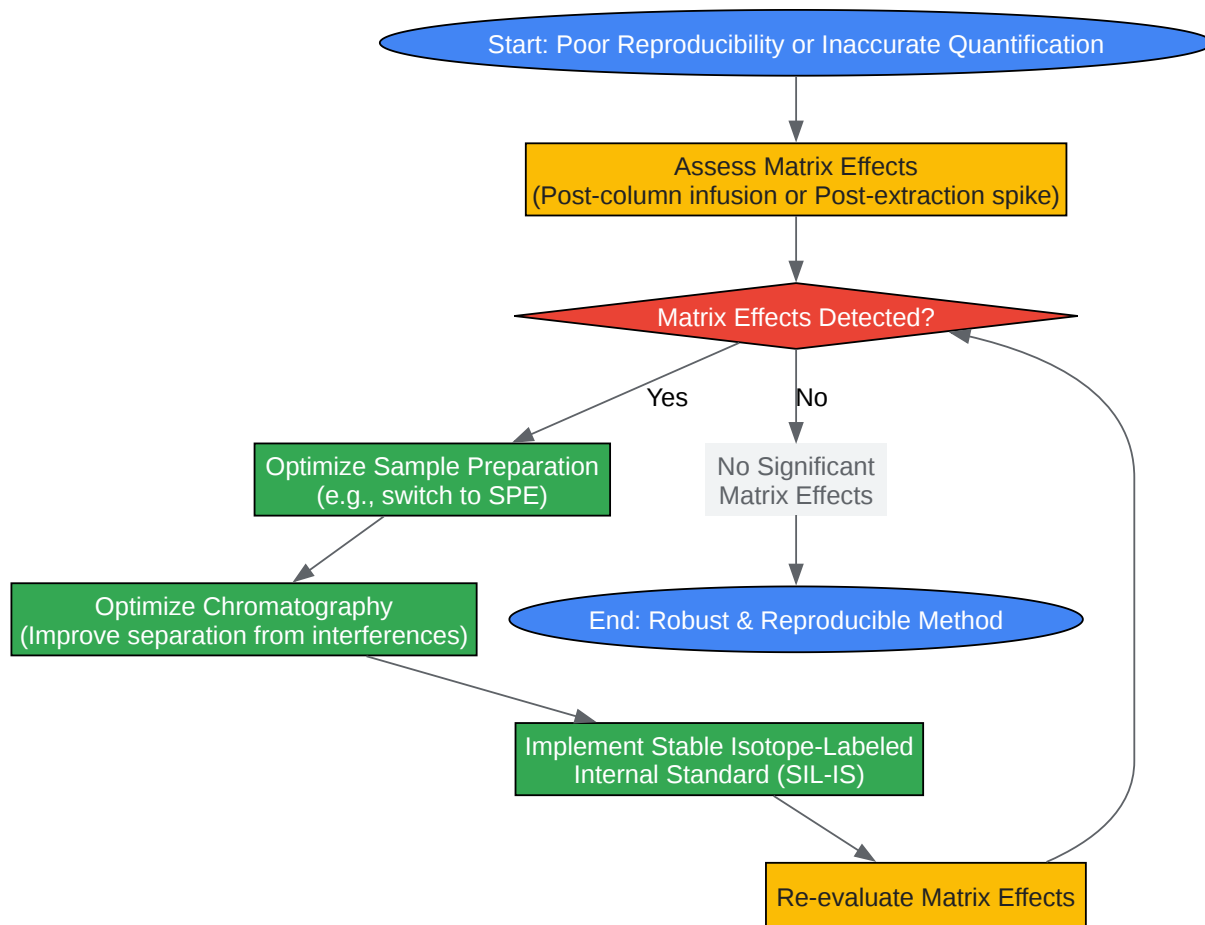 Start: Poor Reproducibility or Inaccurate Quantification
Assess Matrix Effects
(Post-column infusion or Post-extraction spike)
Matrix Effects Detected?
Yes
No
Optimize Sample Preparation
(e.g., switch to SPE)
No Significant
Matrix Effects
Optimize Chromatography
(Improve separation from interferences)
End: Robust & Reproducible Method
Implement Stable Isotope-Labeled
Internal Standard (SIL-IS)
Re-evaluate Matrix Effects